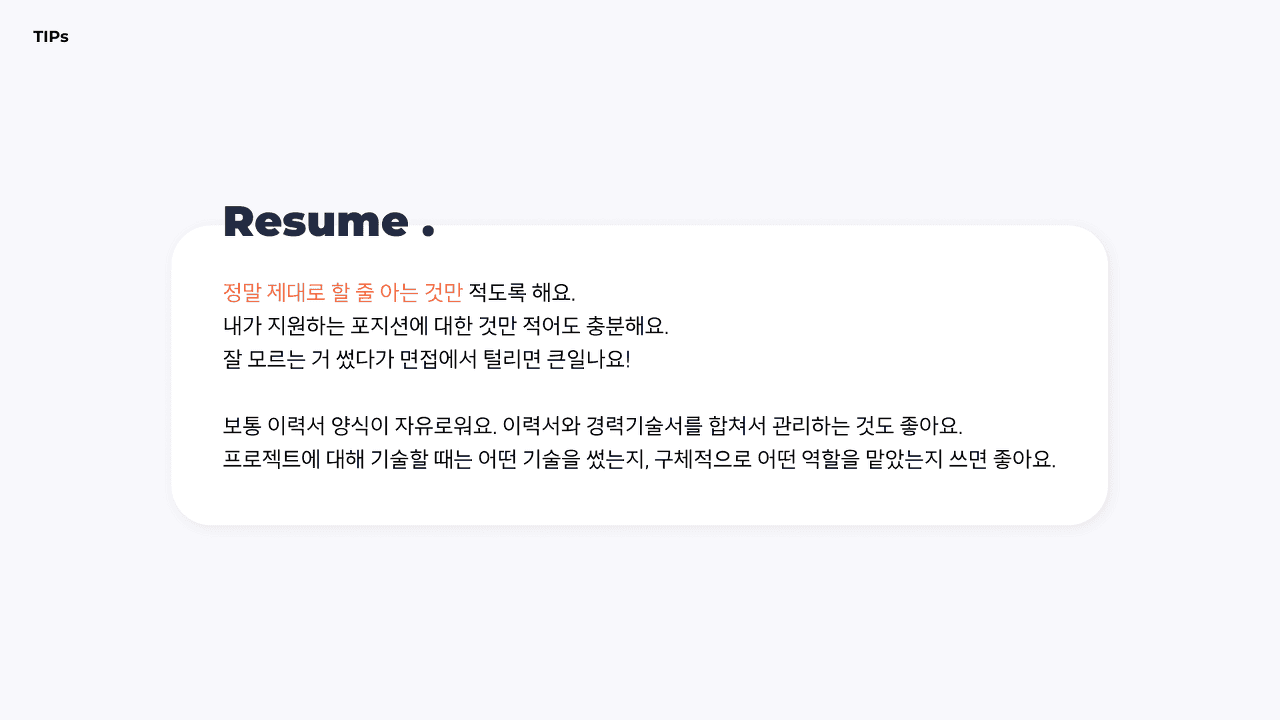 TIPs
Resume .
정말 제대로 할 줄 아는 것만 적도록 해요.
내가 지원하는 포지션에 대한 것만 적어도 충분해요.
잘 모르는 거 썼다가 면접에서 털리면 큰일나요!
보통 이력서 양식이 자유로워요. 이력서와 경력기술서를 합쳐서 관리하는 것도 좋아요.
프로젝트에 대해 기술할 때는 어떤 기술을 썼는지, 구체적으로 어떤 역할을 맡았는지 쓰면 좋아요.